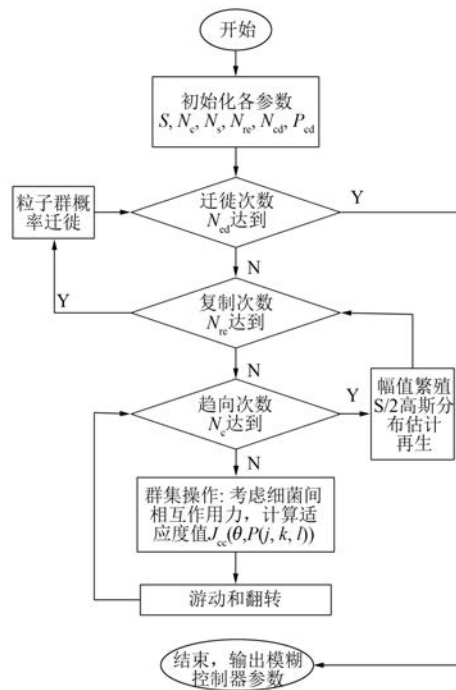 开始
初始化各参数
S, N_c, N_s, N_re, N_cd, P_cd
粒子群概
率迁徙
迁徙次数
N_ed达到
Y
N
Y
复制次数
N_re达到
N
趋向次数
N_c达到
Y
幅值繁殖
S/2高斯分
布估计
再生
N
群集操作: 考虑细菌间
相互作用力，计算适
应度值J_cc(θ,P(j, k, l))
游动和翻转
结束，输出模糊
控制器参数